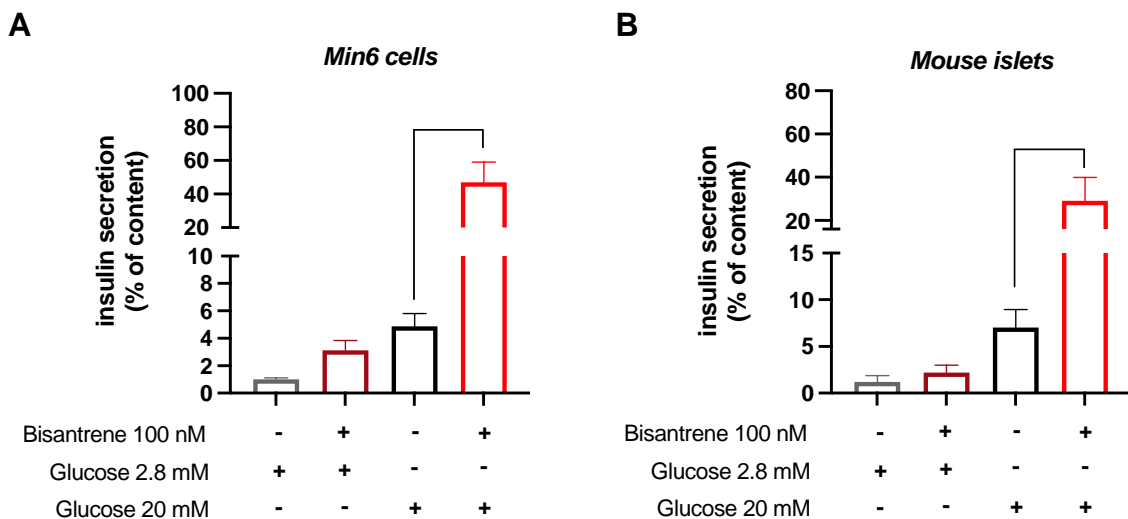 A
Min6 cells
insulin secretion
(% of content)
100
80
60
40
20
10
8
6
4
2
0
Bisantrene 100 nM - + - +
Glucose 2.8 mM + + - -
Glucose 20 mM - - + +
B
Mouse islets
insulin secretion
(% of content)
80
60
40
20
15
10
5
0
Bisantrene 100 nM - + - +
Glucose 2.8 mM + + - -
Glucose 20 mM - - + +